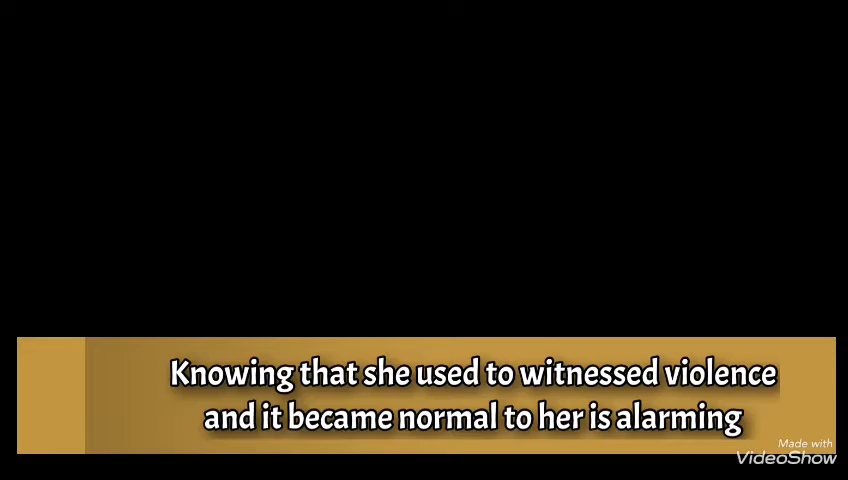 Knowing that she used to witnessed violence
and it became normal to her is alarming
Made with
VideoShow